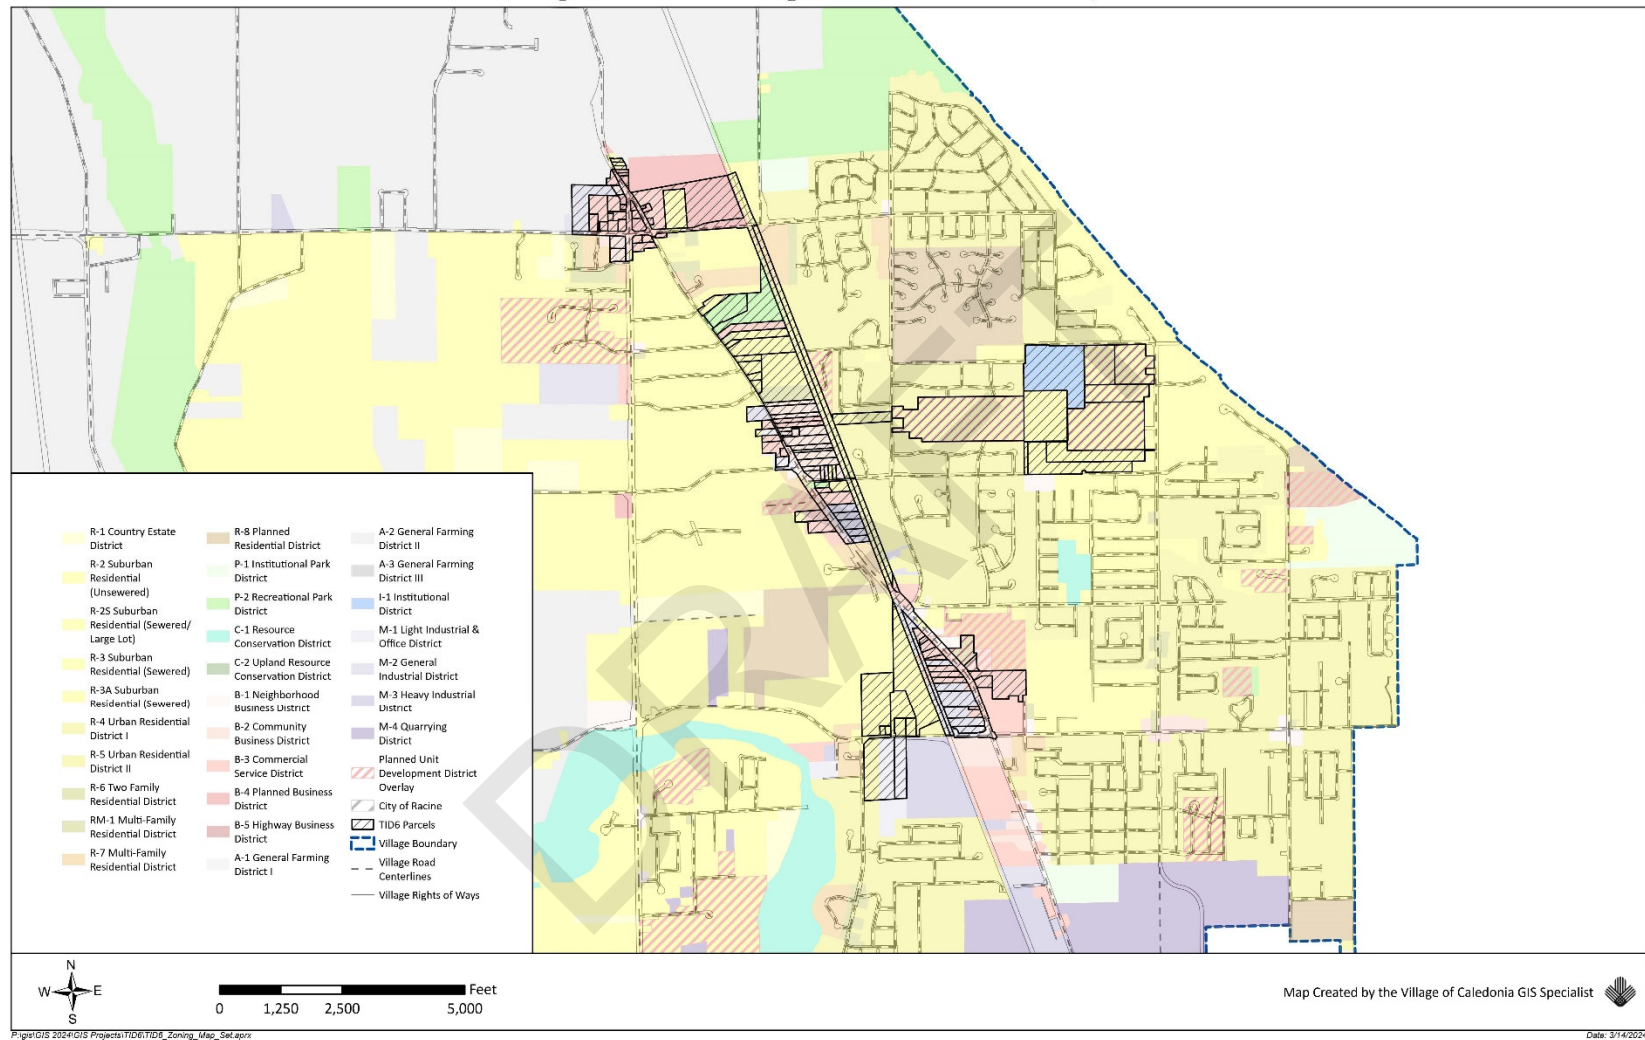 R-1 Country Estate
District
R-2 Suburban
Residential
(Unsewered)
R-2S Suburban
Residential (Sewered/
Large Lot)
R-3 Suburban
Residential (Sewered)
R-3A Suburban
Residential (Sewered)
R-4 Urban Residential
District I
R-5 Urban Residential
District II
R-6 Two Family
Residential District
RM-1 Multi-Family
Residential District
R-7 Multi-Family
Residential District
R-8 Planned
Residential District
P-1 Institutional Park
District
P-2 Recreational Park
District
C-1 Resource
Conservation District
C-2 Upland Resource
Conservation District
B-1 Neighborhood
Business District
B-2 Community
Business District
B-3 Commercial
Service District
B-4 Planned Business
District
B-5 Highway Business
District
A-1 General Farming
District I
A-2 General Farming
District II
A-3 General Farming
District III
I-1 Institutional
District
M-1 Light Industrial &
Office District
M-2 General
Industrial District
M-3 Heavy Industrial
District
M-4 Quarrying
District
Planned Unit
Development District
Overlay
City of Racine
TID6 Parcels
Village Boundary
Village Road
Centerlines
Village Rights of Ways
DRAFT
N
W E
S
Feet
0 1,250 2,500 5,000
Map Created by the Village of Caledonia GIS Specialist
P:\gis\GIS 2024\GIS Projects\TID6\TID6_Zoning_Map_Set.aprx
Date: 3/14/2024